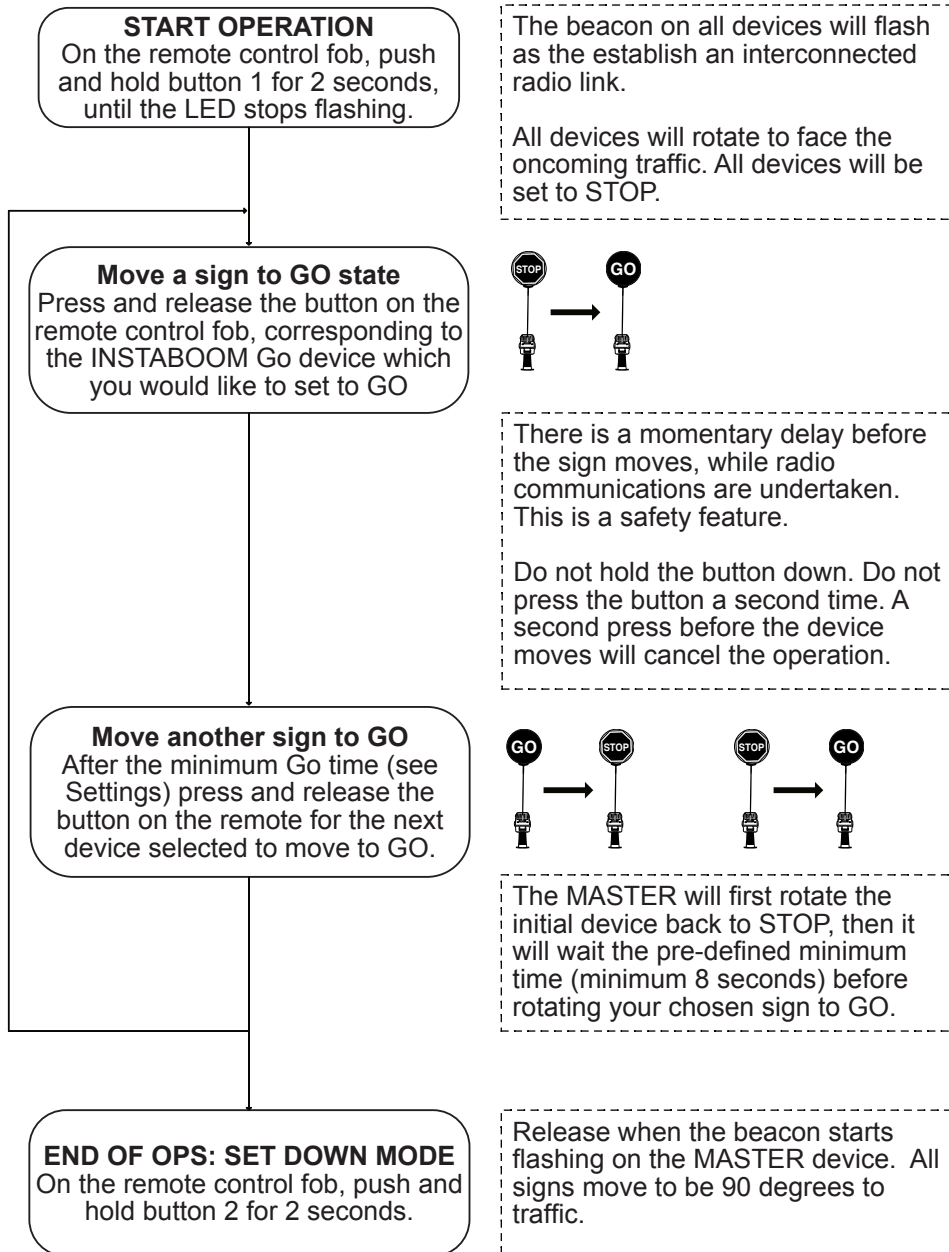 START OPERATION
On the remote control fob, push
and hold button 1 for 2 seconds,
until the LED stops flashing.
The beacon on all devices will flash
as the establish an interconnected
radio link.
All devices will rotate to face the
oncoming traffic. All devices will be
set to STOP.
Move a sign to GO state
Press and release the button on the
remote control fob, corresponding to
the INSTABOOM Go device which
you would like to set to GO
STOP
GO
There is a momentary delay before
the sign moves, while radio
communications are undertaken.
This is a safety feature.
Do not hold the button down. Do not
press the button a second time. A
second press before the device
moves will cancel the operation.
Move another sign to GO
After the minimum Go time (see
Settings) press and release the
button on the remote for the next
device selected to move to GO.
GO
STOP
STOP
GO
The MASTER will first rotate the
initial device back to STOP, then it
will wait the pre-defined minimum
time (minimum 8 seconds) before
rotating your chosen sign to GO.
END OF OPS: SET DOWN MODE
On the remote control fob, push and
hold button 2 for 2 seconds.
Release when the beacon starts
flashing on the MASTER device.  All
signs move to be 90 degrees to
traffic.